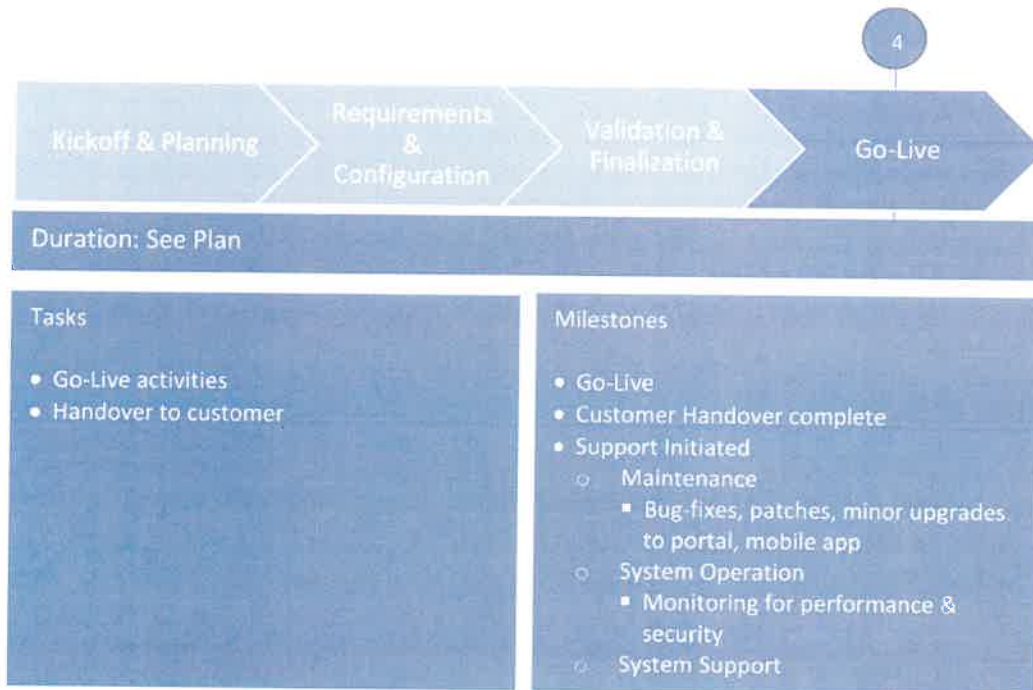 4
Kickoff & Planning
Requirements
&
Configuration
Validation &
Finalization
Go-Live
Duration: See Plan
Tasks
• Go-Live activities
• Handover to customer
Milestones
• Go-Live
• Customer Handover complete
• Support Initiated
○ Maintenance
▪ Bug-fixes, patches, minor upgrades
to portal, mobile app
○ System Operation
▪ Monitoring for performance &
security
○ System Support